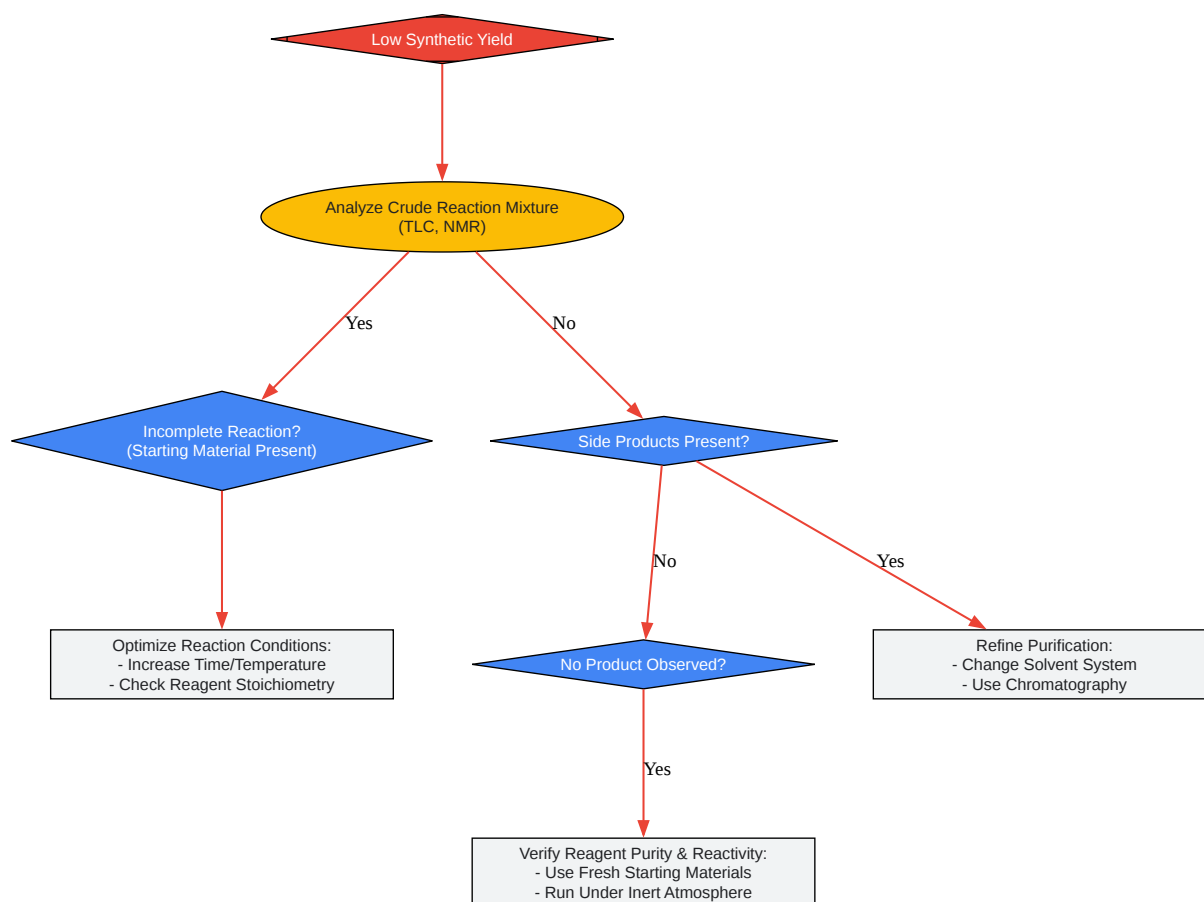 Low Synthetic Yield
Analyze Crude Reaction Mixture
(TLC, NMR)
Yes
No
Incomplete Reaction?
(Starting Material Present)
Side Products Present?
No
Yes
Optimize Reaction Conditions:
- Increase Time/Temperature
- Check Reagent Stoichiometry
No Product Observed?
Refine Purification:
- Change Solvent System
- Use Chromatography
Yes
Verify Reagent Purity & Reactivity:
- Use Fresh Starting Materials
- Run Under Inert Atmosphere